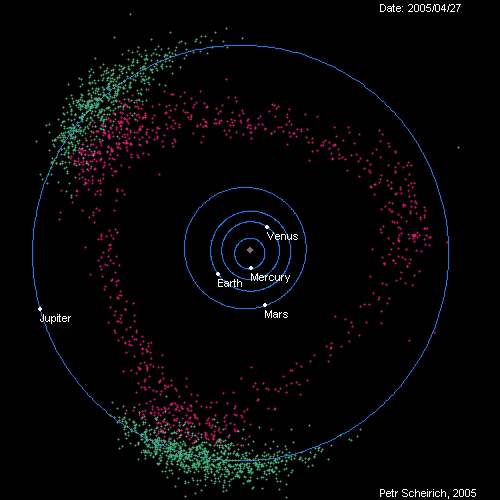 Date: 2005/04/27
Venus
Mercury
Earth
Mars
Jupiter
Petr Scheirich, 2005